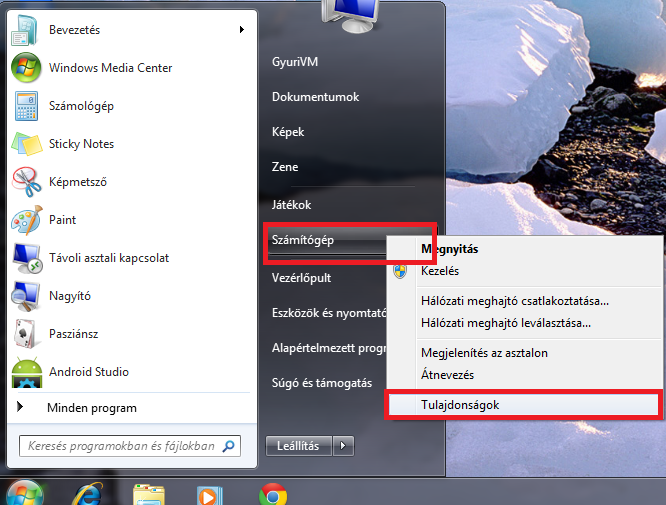 Bevezetés
Windows Media Center
Számológép
Sticky Notes
Képmetsző
Paint
Távoli asztali kapcsolat
Nagyító
Pasziánsz
Android Studio
Minden program
Keresés programokban és fájlokban
GyuriVM
Dokumentumok
Képek
Zene
Játékok
Számítógép
Vezérlőpult
Eszközök és nyomtató
Alapértelmezett progr
Súgó és támogatás
Leállítás
Megnyitás
Kezelés
Hálózati meghajtó csatlakoztatása...
Hálózati meghajtó leválasztása...
Megjelenítés az asztalon
Átnevezés
Tulajdonságok